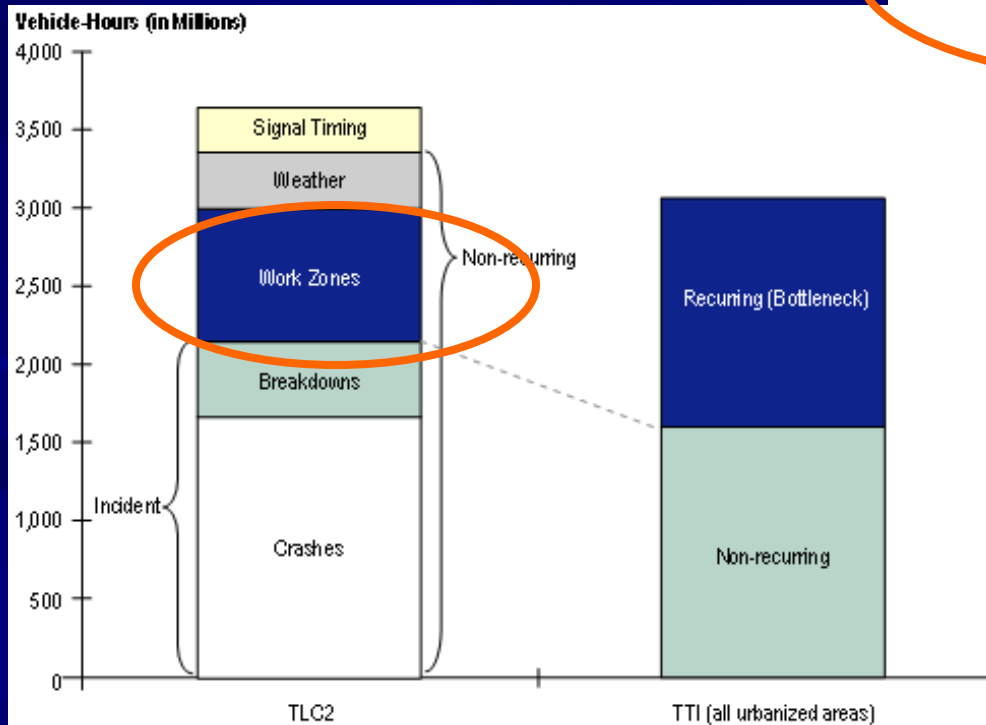 Vehicle-Hours (in Millions)
4,000
3,500
3,000
2,500
2,000
1,500
1,000
500
0
Signal Timing
Weather
Work Zones
Breakdowns
Crashes
Incident
Non-recurring
Recurring (Bottleneck)
Non-recurring
TLC2
TTI (all urbanized areas)